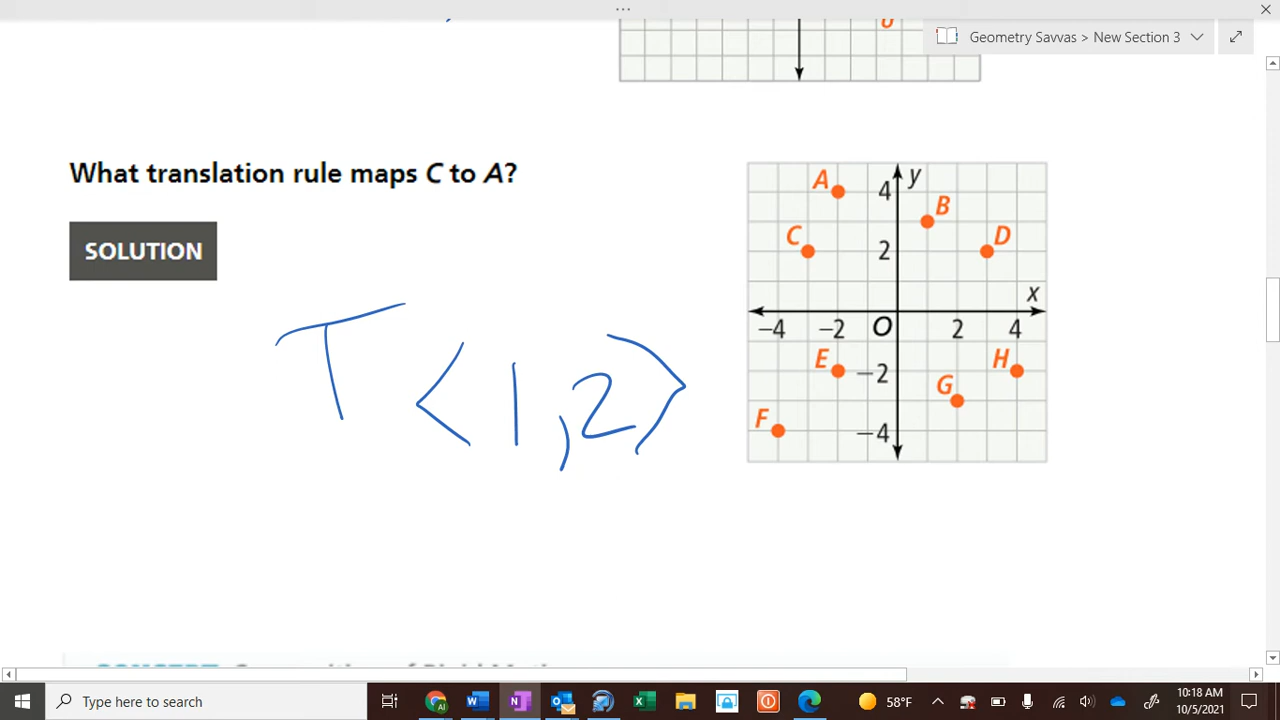 Geometry Savvas > New Section 3
What translation rule maps C to A?
SOLUTION
T<1,2>
A
4
y
B
C
2
D
x
-4
-2
O
2
4
E
-2
H
G
F
-4
Type here to search
58°F
10:18 AM
10/5/2021